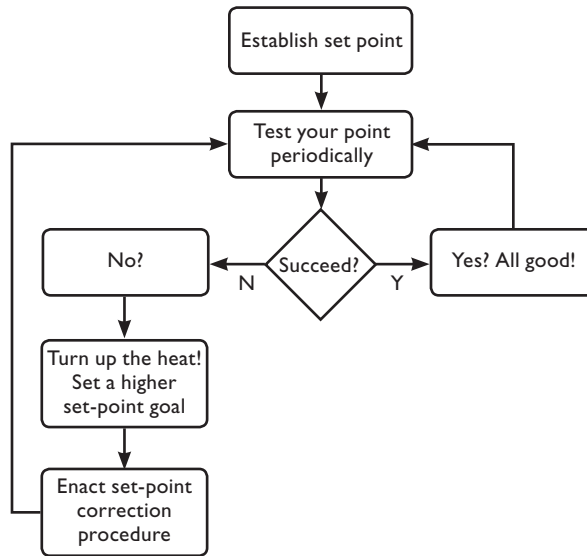 Establish set point
Test your point
periodically
Succeed?
N
Y
No?
Yes? All good!
Turn up the heat!
Set a higher
set-point goal
Enact set-point
correction
procedure